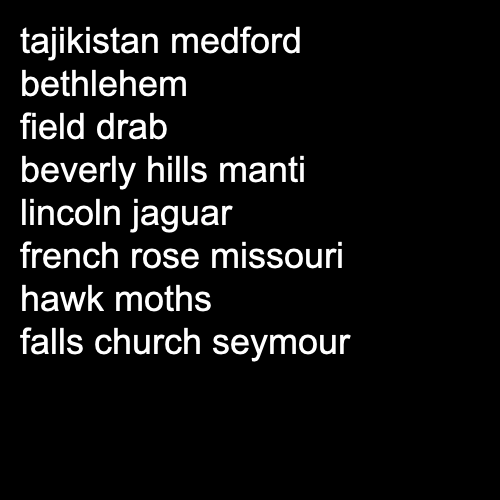 tajikistan medford
bethlehem
field drab
beverly hills manti
lincoln jaguar
french rose missouri
hawk moths
falls church seymour